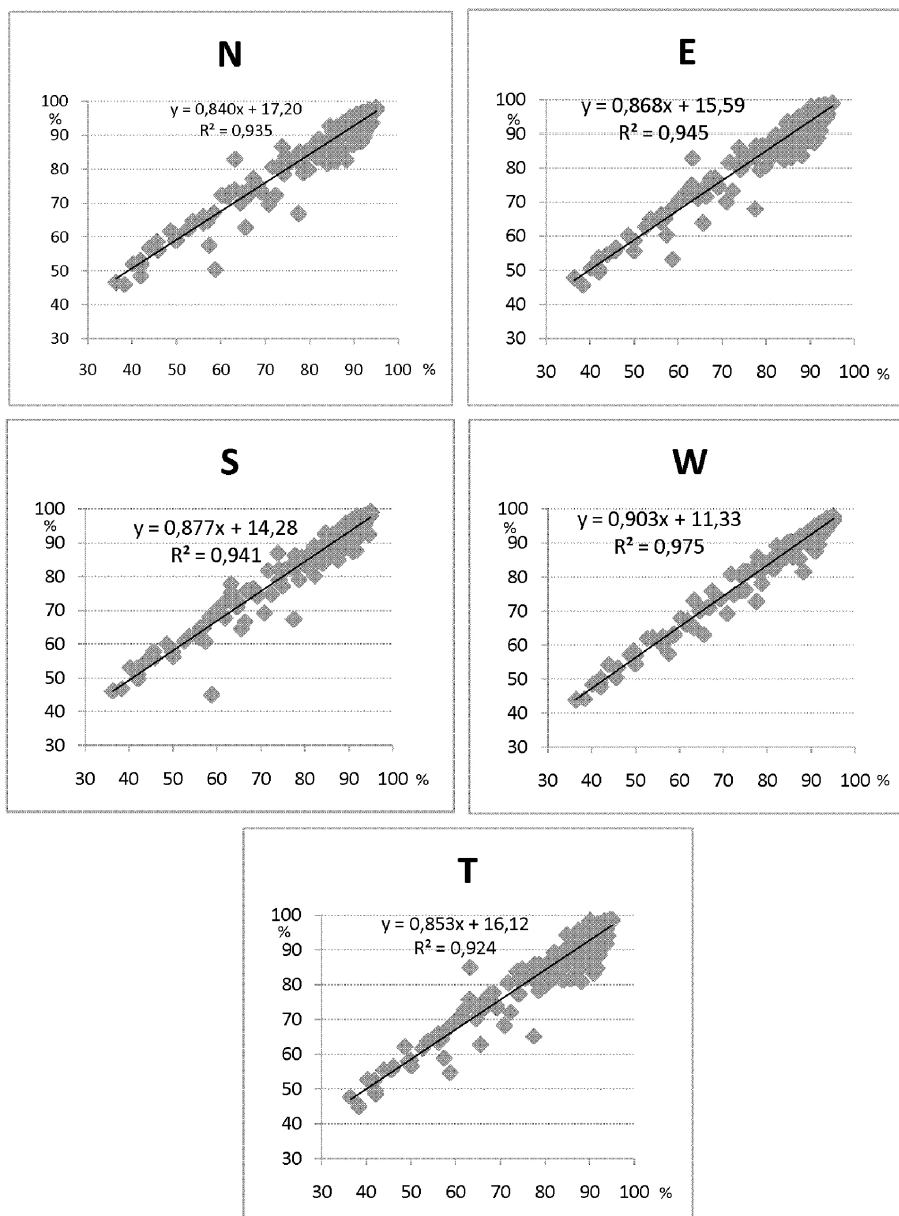 N
100
%
90
80
70
60
50
40
30
y = 0,840x + 17,20
R² = 0,935
30 40 50 60 70 80 90 100 %
E
100
%
90
80
70
60
50
40
30
y = 0,868x + 15,59
R² = 0,945
30 40 50 60 70 80 90 100 %
S
100
%
90
80
70
60
50
40
30
y = 0,877x + 14,28
R² = 0,941
30 40 50 60 70 80 90 100 %
W
100
%
90
80
70
60
50
40
30
y = 0,903x + 11,33
R² = 0,975
30 40 50 60 70 80 90 100 %
T
100
%
90
80
70
60
50
40
30
y = 0,853x + 16,12
R² = 0,924
30 40 50 60 70 80 90 100 %